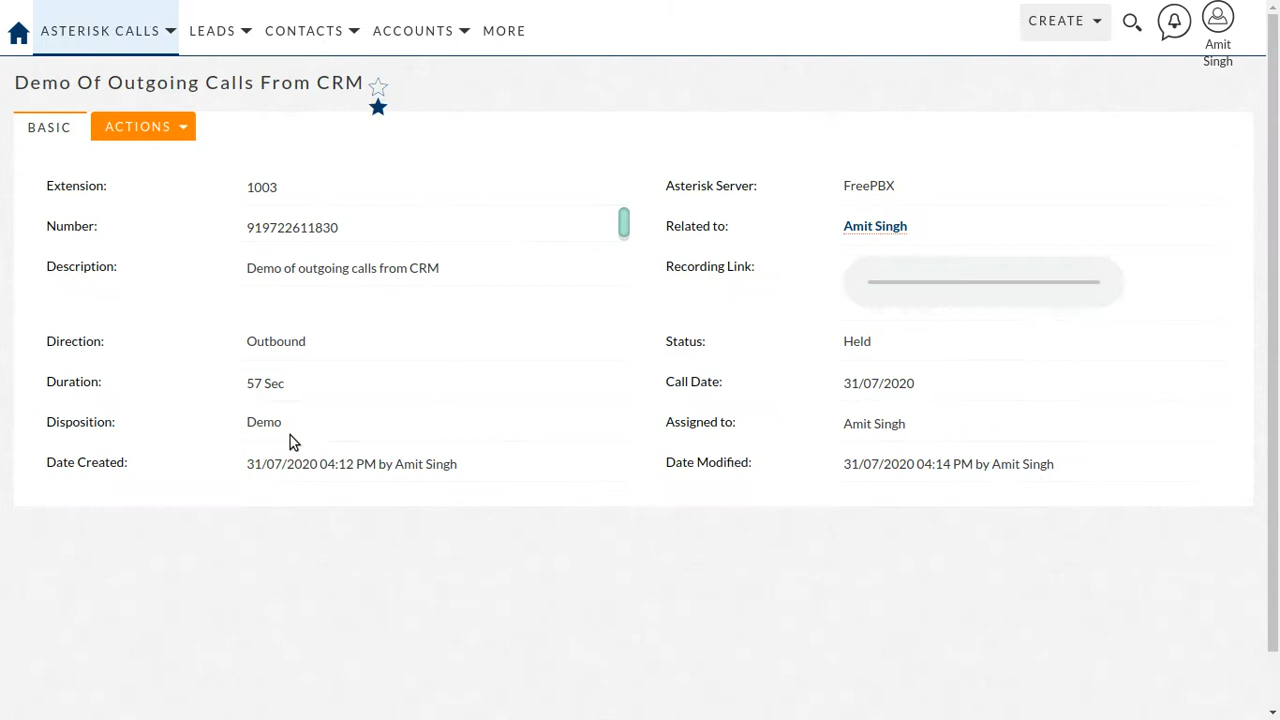 ASTERISK CALLS LEADS CONTACTS ACCOUNTS MORE CREATE
Amit
Singh
Demo Of Outgoing Calls From CRM
BASIC ACTIONS
Extension: 1003 Asterisk Server: FreePBX
Number: 919722611830 Related to: Amit Singh
Description: Demo of outgoing calls from CRM Recording Link:
Direction: Outbound Status: Held
Duration: 57 Sec Call Date: 31/07/2020
Disposition: Demo Assigned to: Amit Singh
Date Created: 31/07/2020 04:12 PM by Amit Singh Date Modified: 31/07/2020 04:14 PM by Amit Singh